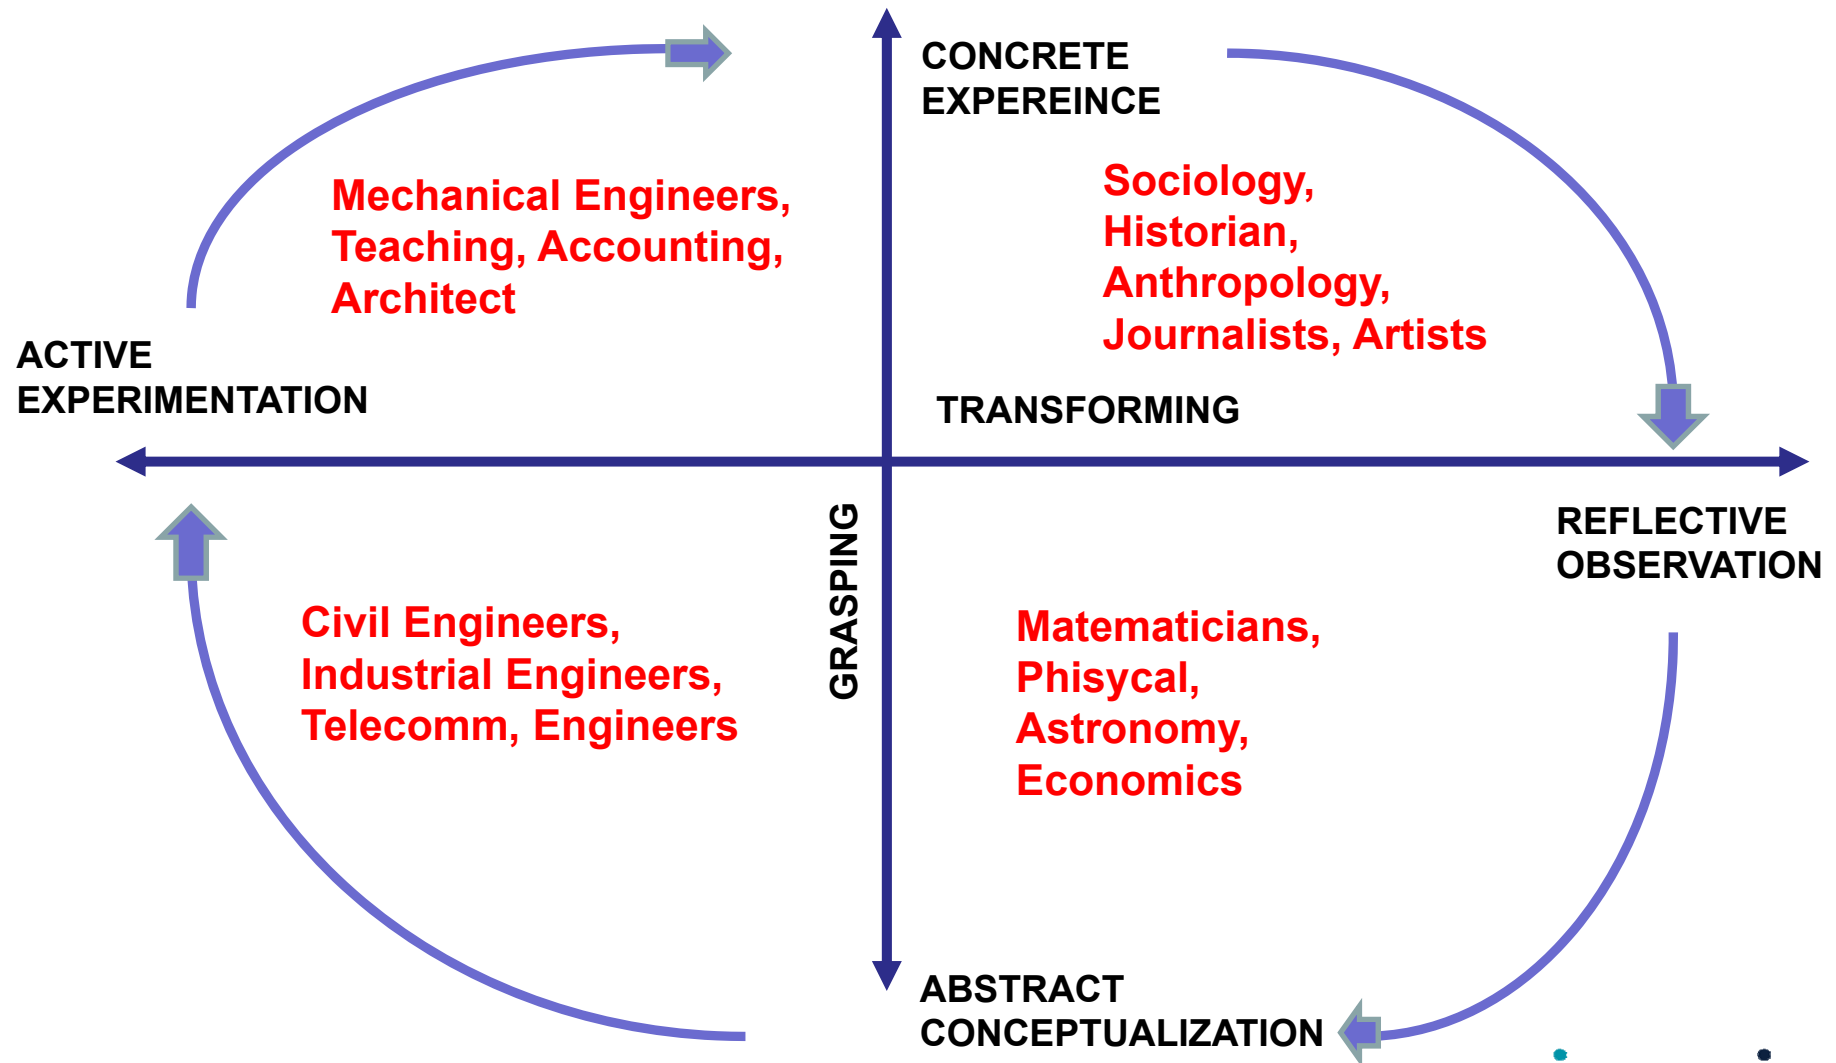 CONCRETE
EXPEREINCE
Mechanical Engineers,
Teaching, Accounting,
Architect
Sociology,
Historian,
Anthropology,
Journalists, Artists
ACTIVE
EXPERIMENTATION
TRANSFORMING
GRASPING
REFLECTIVE
OBSERVATION
Civil Engineers,
Industrial Engineers,
Telecomm, Engineers
Matematicians,
Phisycal,
Astronomy,
Economics
ABSTRACT
CONCEPTUALIZATION